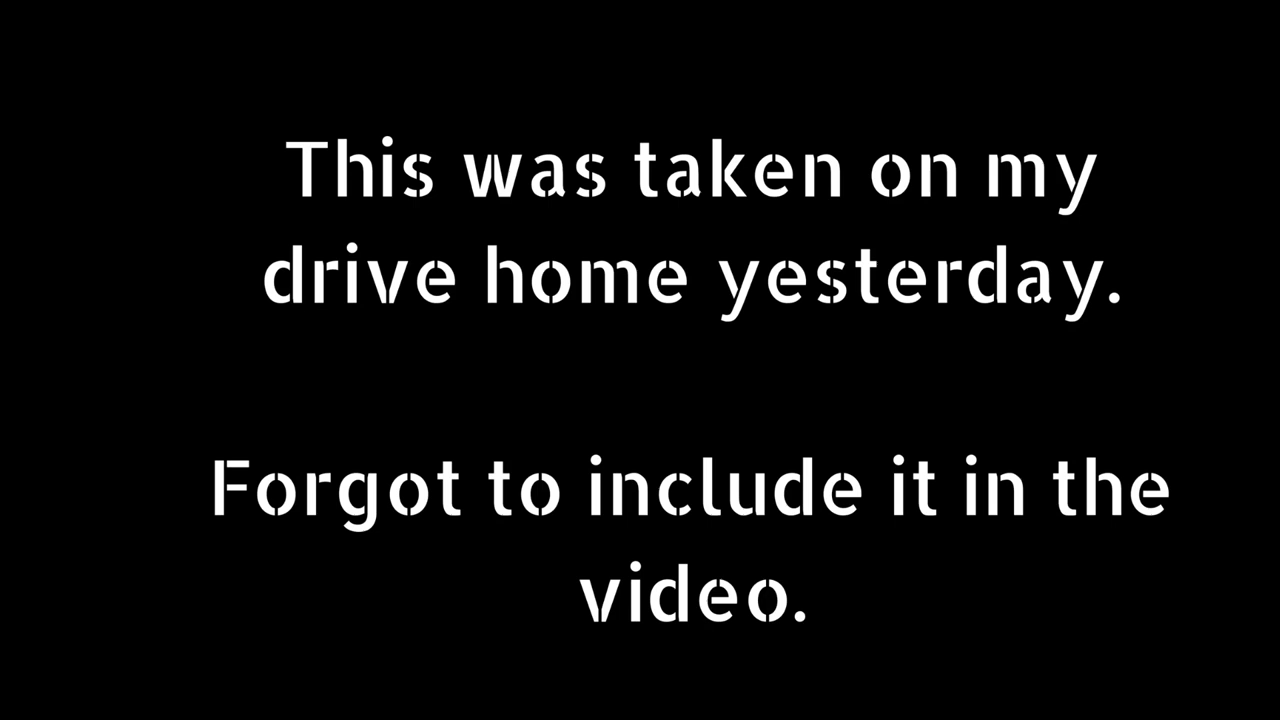 This was taken on my
drive home yesterday.
Forgot to include it in the
video.